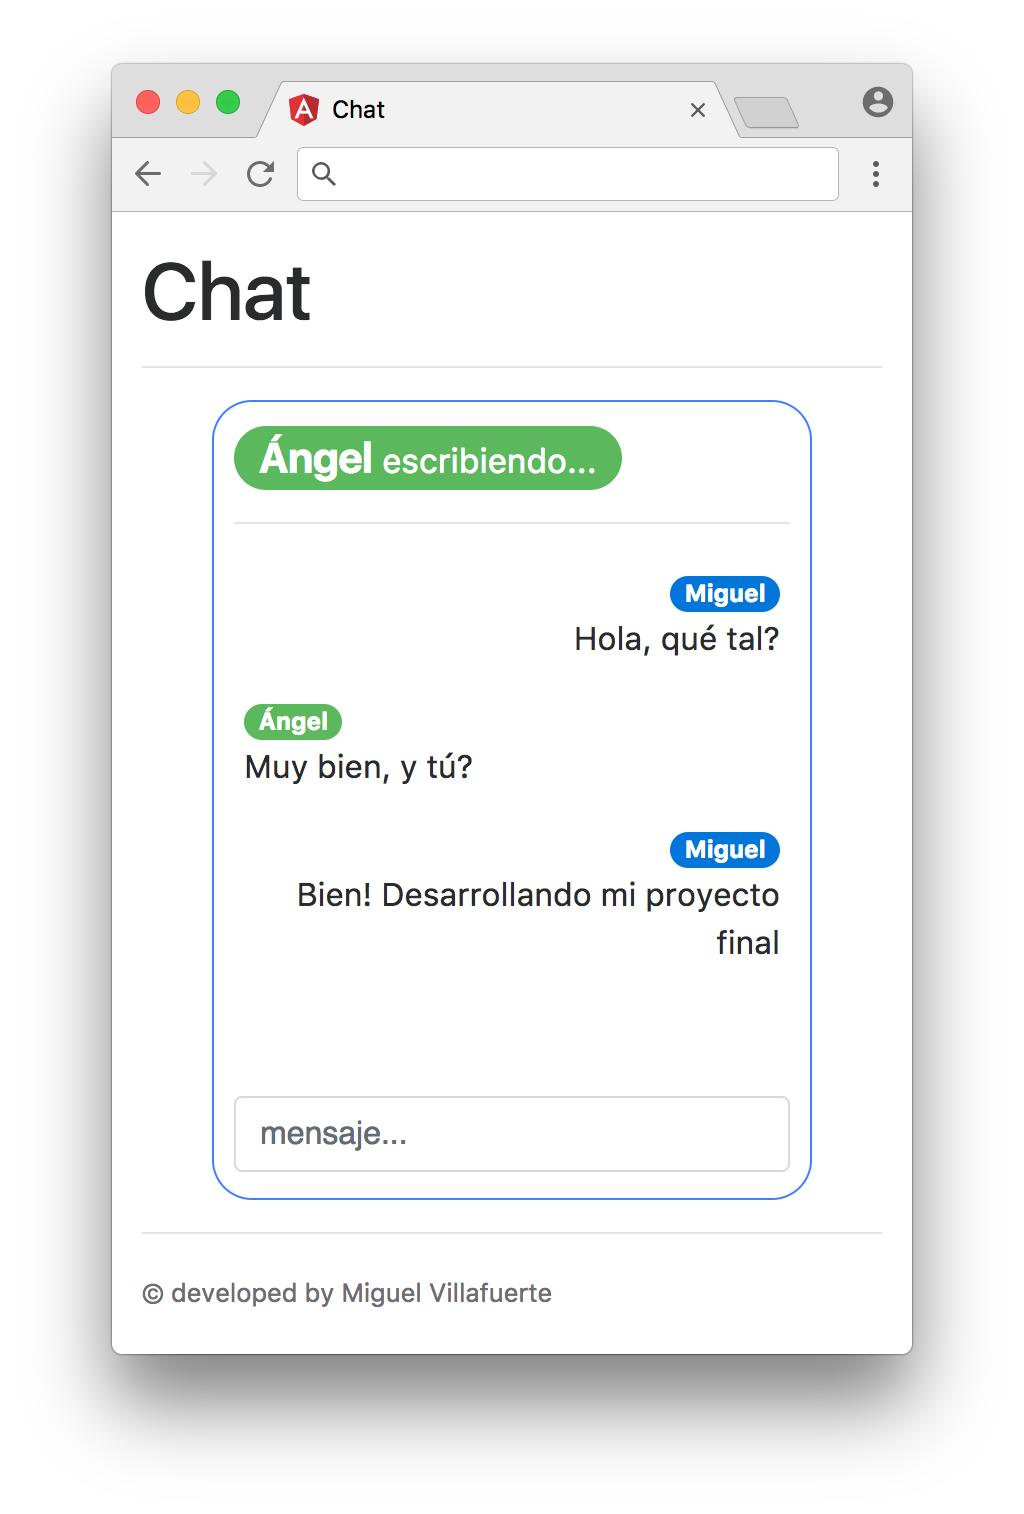 Chat
Chat
Ángel escribiendo...
Miguel
Hola, qué tal?
Ángel
Muy bien, y tú?
Miguel
Bien! Desarrollando mi proyecto
final
mensaje...
© developed by Miguel Villafuerte